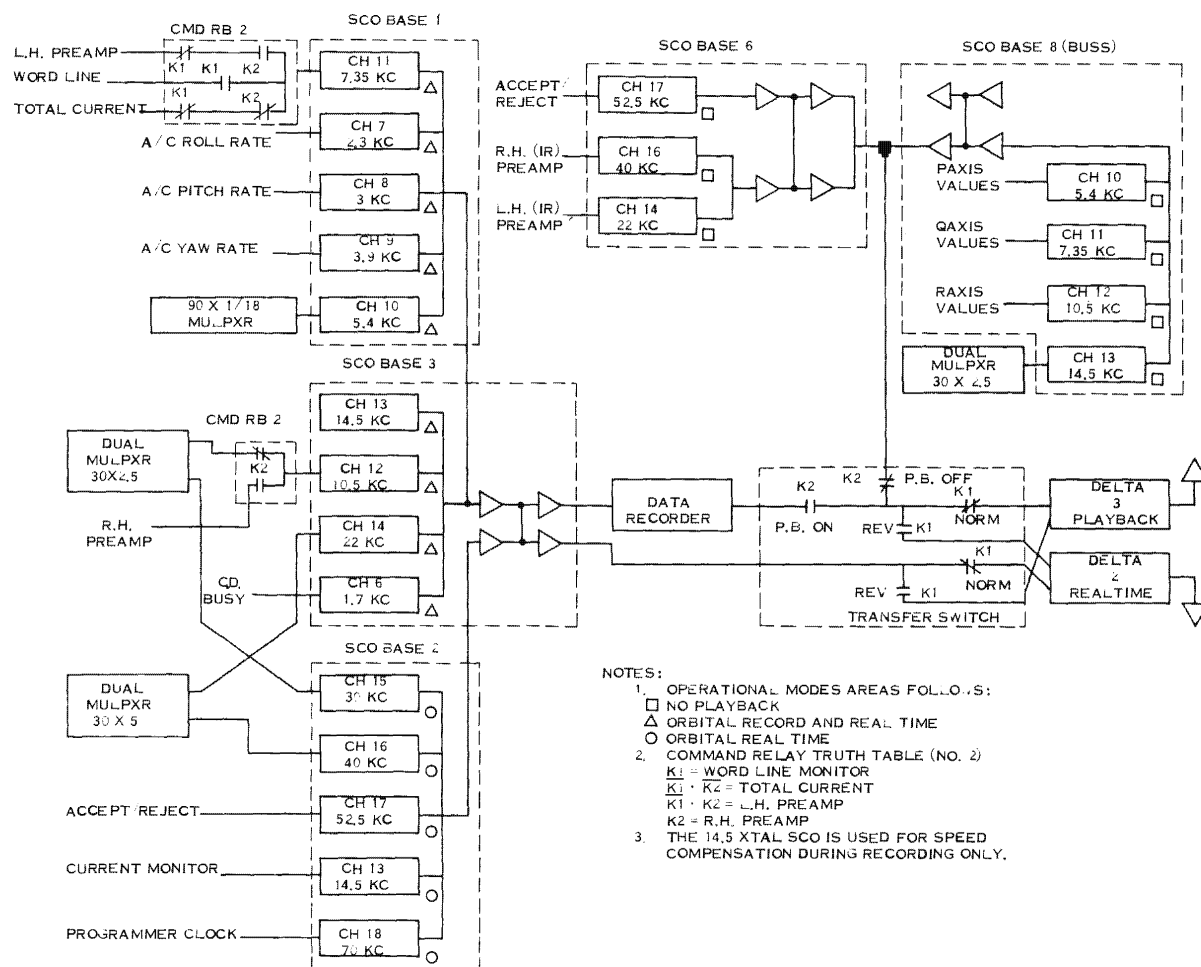 CMD RB 2
L.H. PREAMP
K1
K1
K2
WORD LINE
K1
K2
TOTAL CURRENT
SCO BASE 1
CH 11
7.35 KC
A/C ROLL RATE
CH 7
2.3 KC
A/C PITCH RATE
CH 8
3 KC
A/C YAW RATE
CH 9
3.9 KC
90 X 1/18
MULPXR
CH 10
5.4 KC
SCO BASE 6
ACCEPT/
REJECT
CH 17
52.5 KC
R.H. (IR)
PREAMP
CH 16
40 KC
L.H. (IR)
PREAMP
CH 14
22 KC
SCO BASE 8 (BUSS)
PAXIS
VALUES
CH 10
5.4 KC
QAXIS
VALUES
CH 11
7.35 KC
RAXIS
VALUES
CH 12
10.5 KC
DUAL
MULPXR
30 X 2.5
CH 13
14.5 KC
SCO BASE 3
CH 13
14.5 KC
CMD RB 2
K2
DUAL
MULPXR
30X2.5
CH 12
10.5 KC
R.H.
PREAMP
CH 14
22 KC
CD.
BUSY
CH 6
1.7 KC
DATA
RECORDER
K2
P.B. ON
K2
P.B. OFF
K1
NORM
REV
K1
K1
NORM
REV
K1
TRANSFER SWITCH
DELTA
3
PLAYBACK
DELTA
2
REALTIME
SCO BASE 2
DUAL
MULPXR
30 X 5
CH 15
30 KC
CH 16
40 KC
ACCEPT/REJECT
CH 17
52.5 KC
CURRENT MONITOR
CH 13
14.5 KC
PROGRAMMER CLOCK
CH 18
70 KC
NOTES:
1. OPERATIONAL MODES AREAS FOLLOWS:
□ NO PLAYBACK
△ ORBITAL RECORD AND REAL TIME
○ ORBITAL REAL TIME
2. COMMAND RELAY TRUTH TABLE (NO. 2)
K1 = WORD LINE MONITOR
K̅1̅ · K̅2̅ = TOTAL CURRENT
K̅1̅ · K2 = L.H. PREAMP
K2 = R.H. PREAMP
3. THE 14.5 XTAL SCO IS USED FOR SPEED
COMPENSATION DURING RECORDING ONLY.